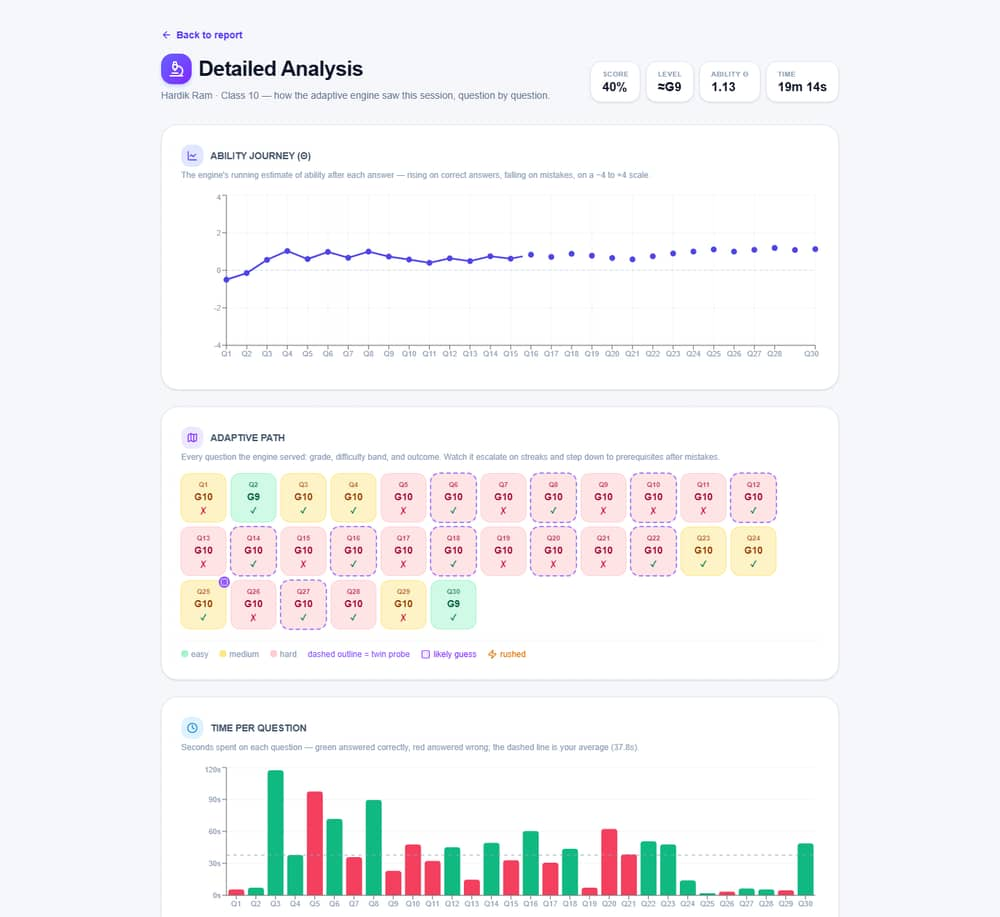 ← Back to report
Detailed Analysis
Hardik Ram · Class 10 — how the adaptive engine saw this session, question by question.
SCORE
40%
LEVEL
≈G9
ABILITY Θ
1.13
TIME
19m 14s
ABILITY JOURNEY (Θ)
The engine's running estimate of ability after each answer — rising on correct answers, falling on mistakes, on a −4 to +4 scale.
4
2
0
-2
-4
Q1 Q2 Q3 Q4 Q5 Q6 Q7 Q8 Q9 Q10 Q11 Q12 Q13 Q14 Q15 Q16 Q17 Q18 Q19 Q20 Q21 Q22 Q23 Q24 Q25 Q26 Q27 Q28 Q30
ADAPTIVE PATH
Every question the engine served: grade, difficulty band, and outcome. Watch it escalate on streaks and step down to prerequisites after mistakes.
Q1 Q2 Q3 Q4 Q5 Q6 Q7 Q8 Q9 Q10 Q11 Q12
G10 G9 G10 G10 G10 G10 G10 G10 G10 G10 G10 G10
✗ ✓ ✓ ✓ ✗ ✓ ✗ ✓ ✗ ✗ ✗ ✓
Q13 Q14 Q15 Q16 Q17 Q18 Q19 Q20 Q21 Q22 Q23 Q24
G10 G10 G10 G10 G10 G10 G10 G10 G10 G10 G10 G10
✗ ✓ ✗ ✓ ✗ ✓ ✗ ✗ ✗ ✓ ✓ ✓
Q25 Q26 Q27 Q28 Q29 Q30
G10 G10 G10 G10 G10 G9
✓ ✗ ✓ ✓ ✗ ✓
easy medium hard dashed outline = twin probe likely guess rushed
TIME PER QUESTION
Seconds spent on each question — green answered correctly, red answered wrong, the dashed line is your average (37.8s).
120s
90s
60s
30s
0s
Q1 Q2 Q3 Q4 Q5 Q6 Q7 Q8 Q9 Q10 Q11 Q12 Q13 Q14 Q15 Q16 Q17 Q18 Q19 Q20 Q21 Q22 Q23 Q24 Q25 Q26 Q27 Q28 Q29 Q30